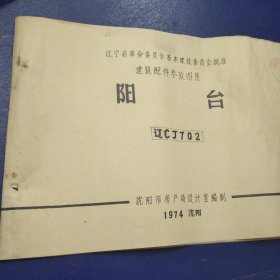 辽宁省革命委员会基本建设委员会批准
建筑配件参考图集
阳台
辽CJ702
沈阳市房产局设计室编制
1974 沈阳